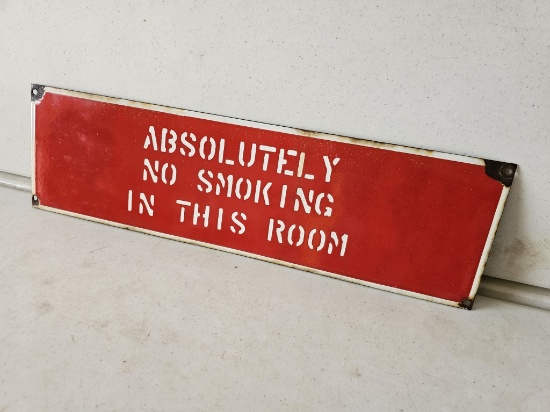 ABSOLUTELY
NO SMOKING
IN THIS ROOM